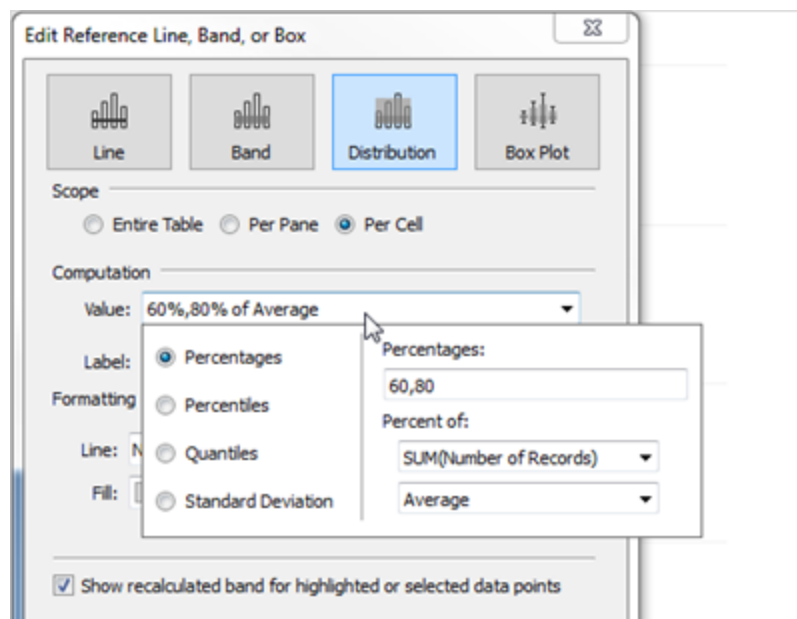 Edit Reference Line, Band, or Box
Line
Band
Distribution
Box Plot
Scope
Entire Table
Per Pane
Per Cell
Computation
Value: 60%,80% of Average
Label:
Percentages
Percentages:
60,80
Percentiles
Percent of:
Formatting
Line: N
Quantiles
SUM(Number of Records)
Fill:
Standard Deviation
Average
Show recalculated band for highlighted or selected data points